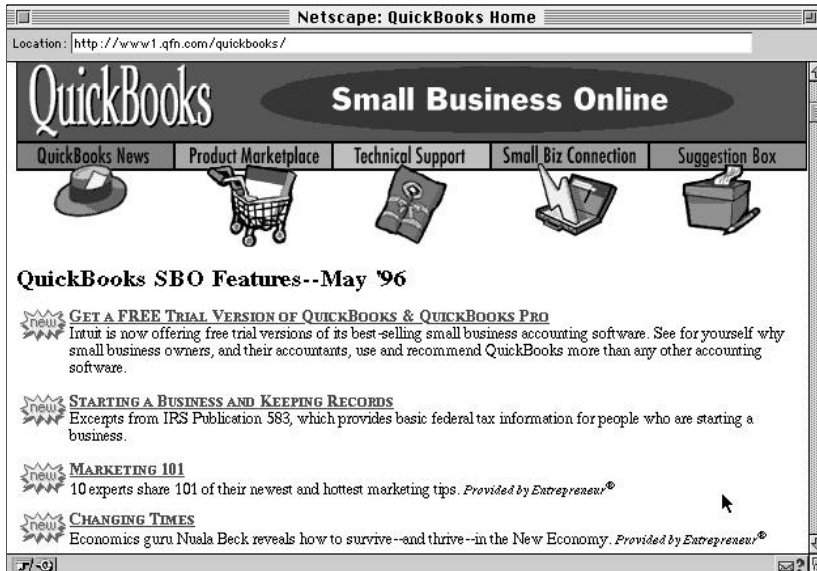 Netscape: QuickBooks Home
Location: http://www1.qfn.com/quickbooks/
QuickBooks Small Business Online
QuickBooks News Product Marketplace Technical Support Small Biz Connection Suggestion Box
QuickBooks SBO Features--May '96
new GET A FREE TRIAL VERSION OF QUICKBOOKS & QUICKBOOKS PRO
Intuit is now offering free trial versions of its best-selling small business accounting software. See for yourself why
small business owners, and their accountants, use and recommend QuickBooks more than any other accounting
software.
new STARTING A BUSINESS AND KEEPING RECORDS
Excerpts from IRS Publication 583, which provides basic federal tax information for people who are starting a
business.
new MARKETING 101
10 experts share 101 of their newest and hottest marketing tips. Provided by Entrepreneur®
new CHANGING TIMES
Economics guru Nuala Beck reveals how to survive--and thrive--in the New Economy. Provided by Entrepreneur®
?